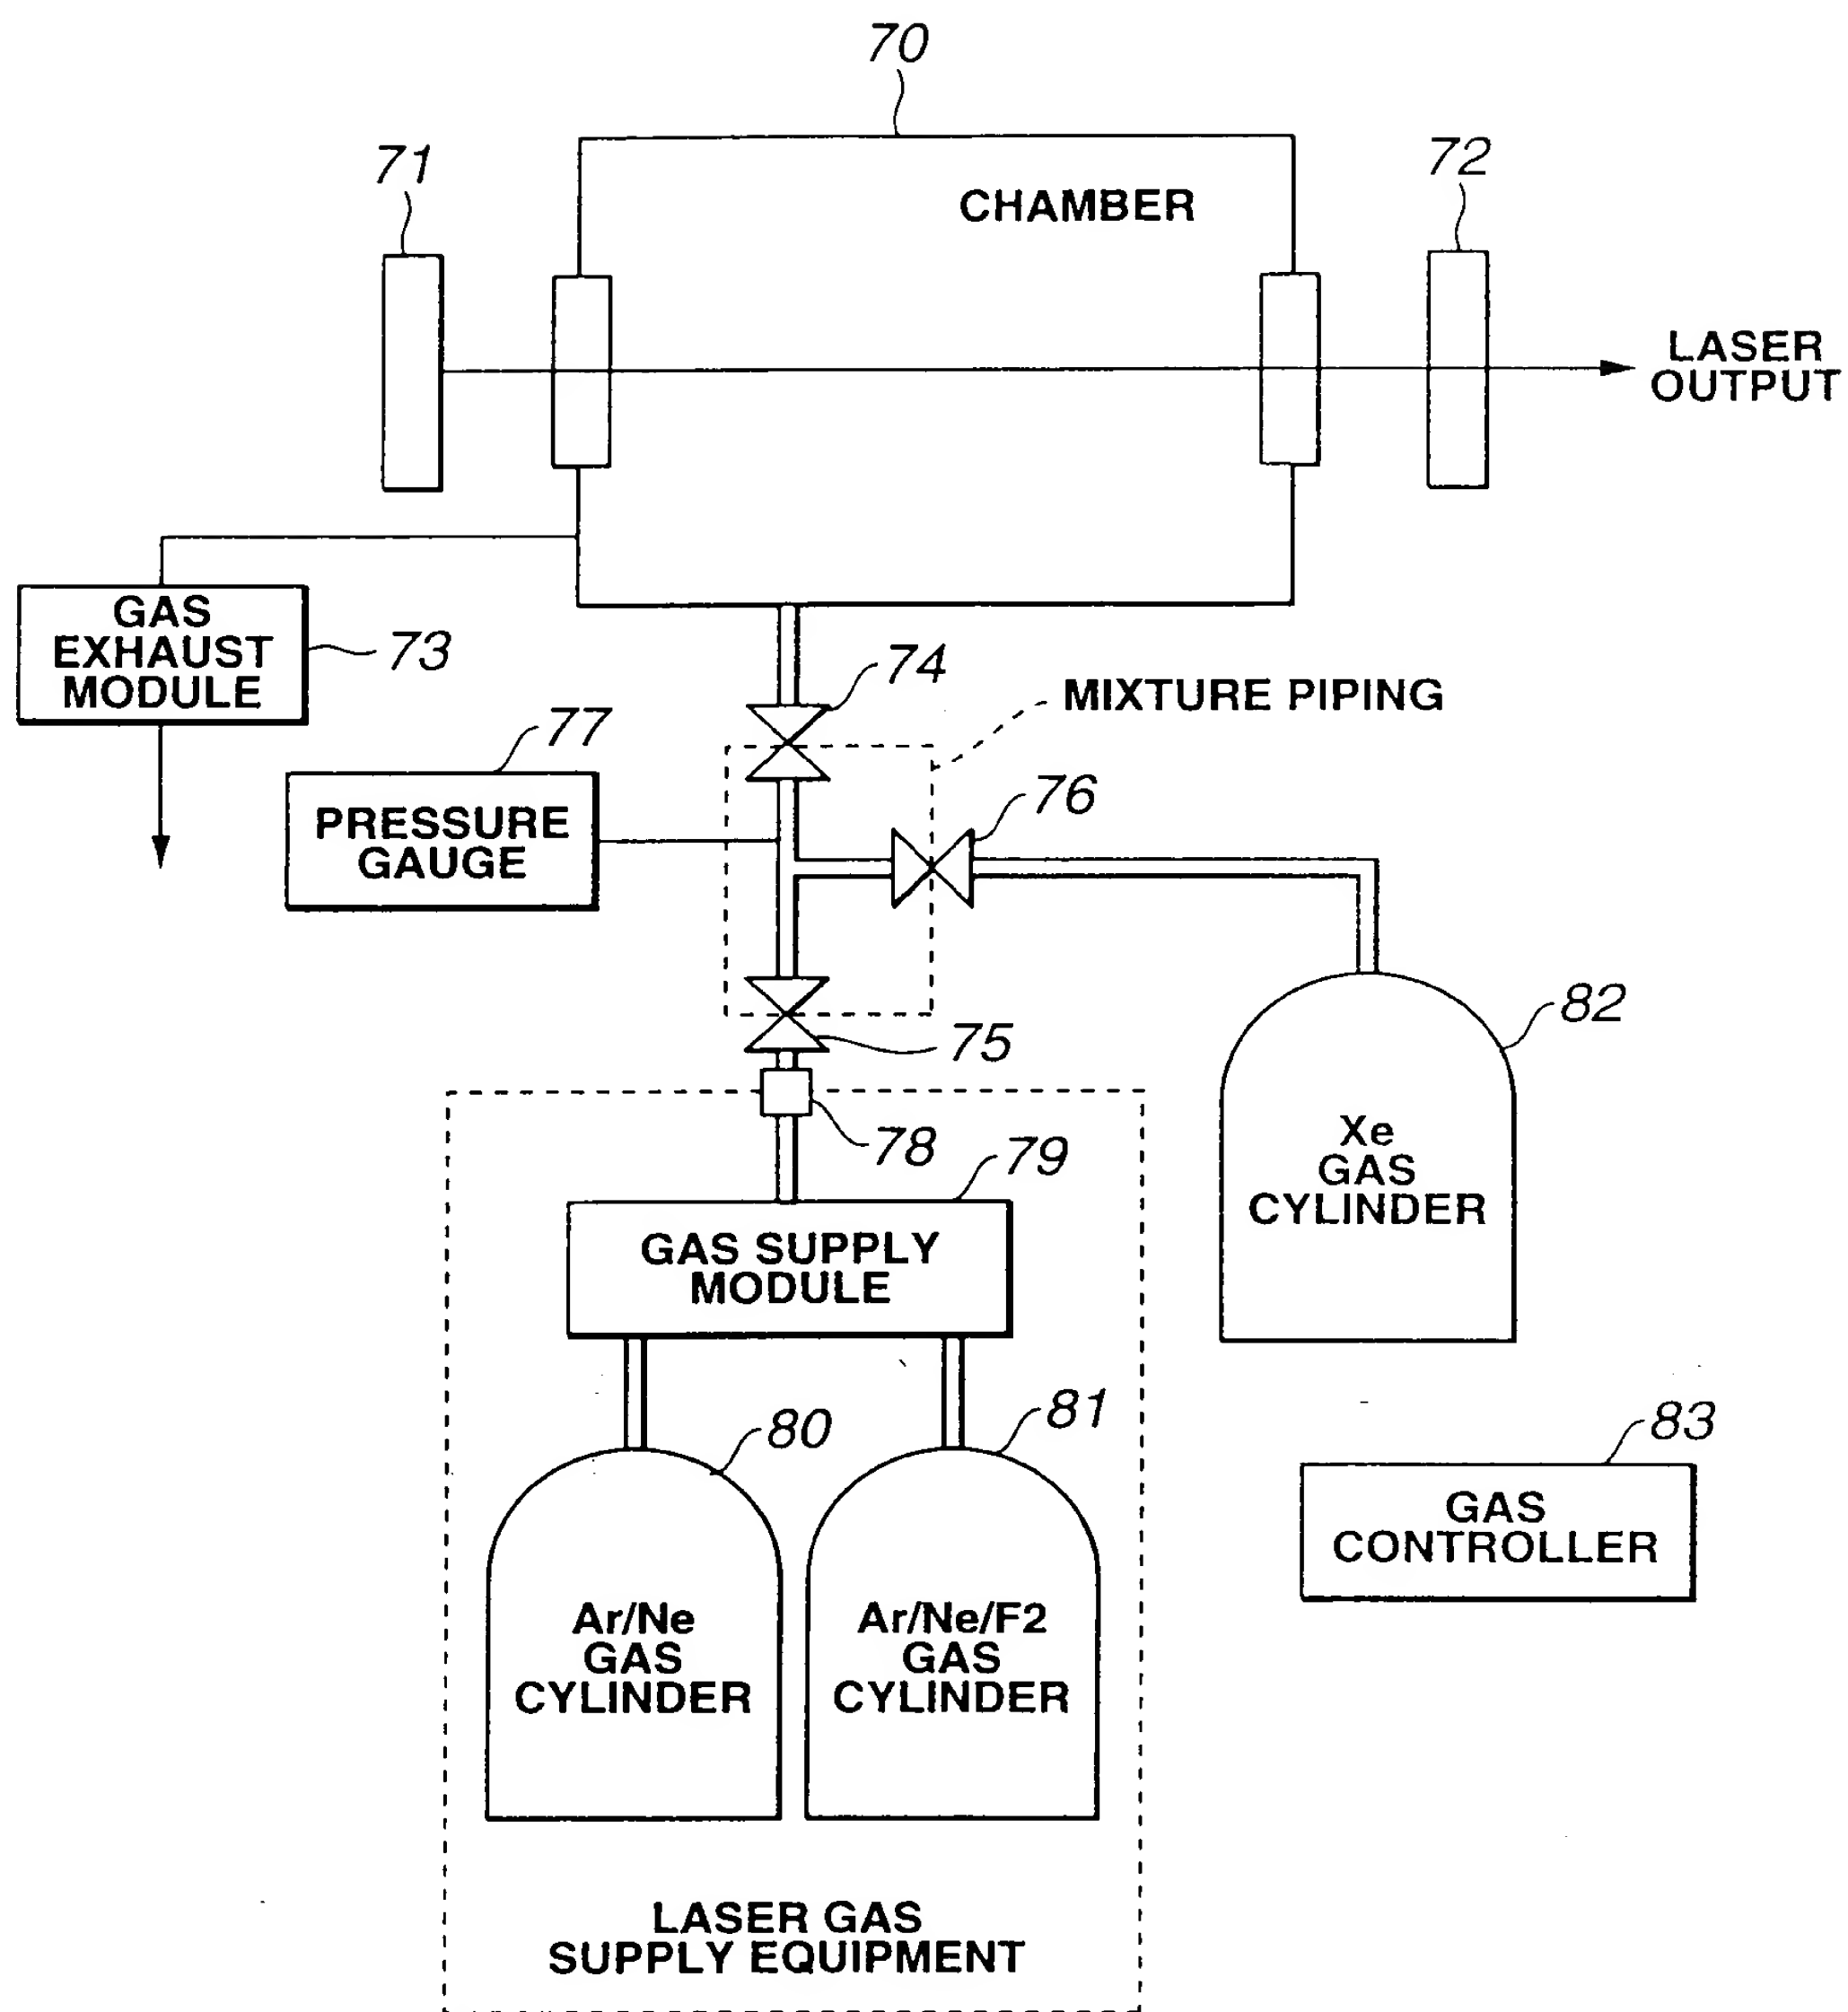 70
71
72
CHAMBER
LASER
OUTPUT
GAS
EXHAUST
MODULE
73
74
MIXTURE PIPING
77
PRESSURE
GAUGE
76
75
82
78
79
Xe
GAS
CYLINDER
GAS SUPPLY
MODULE
80
81
83
GAS
CONTROLLER
Ar/Ne
GAS
CYLINDER
Ar/Ne/F2
GAS
CYLINDER
LASER GAS
SUPPLY EQUIPMENT